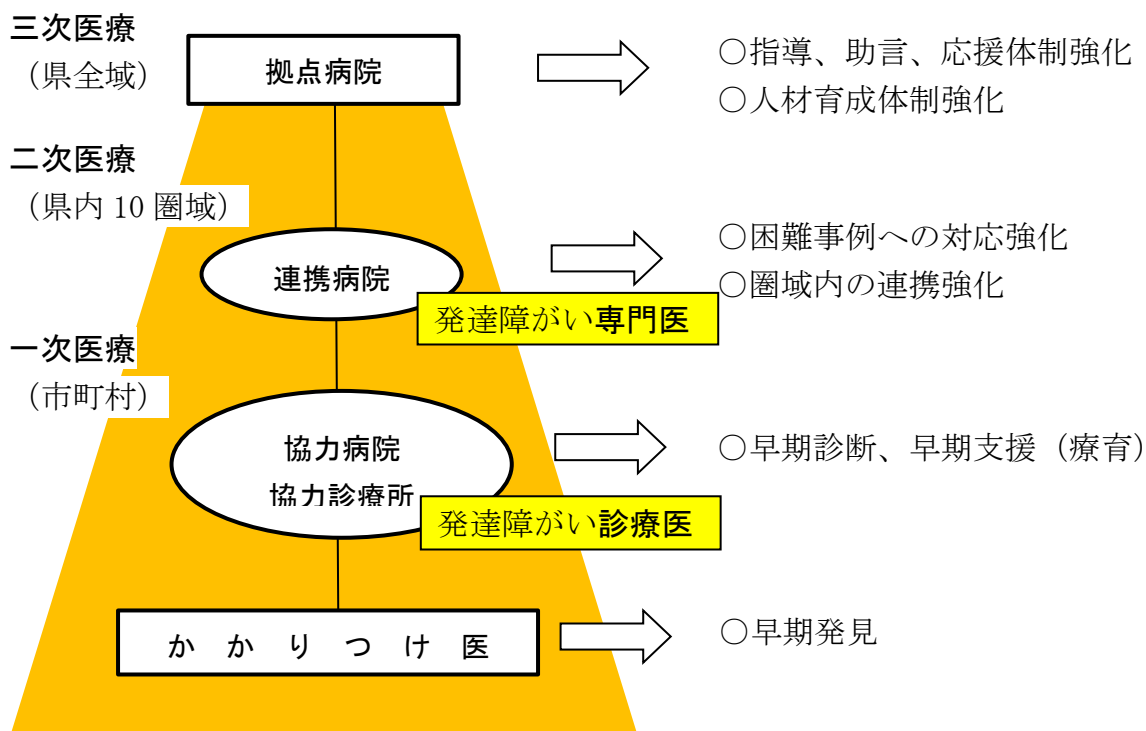 三次医療
（県全域）
拠点病院
○指導、助言、応援体制強化
○人材育成体制強化
二次医療
（県内 10 圏域）
連携病院
○困難事例への対応強化
○圏域内の連携強化
発達障がい専門医
一次医療
（市町村）
協力病院
協力診療所
○早期診断、早期支援（療育）
発達障がい診療医
かかりつけ医
○早期発見